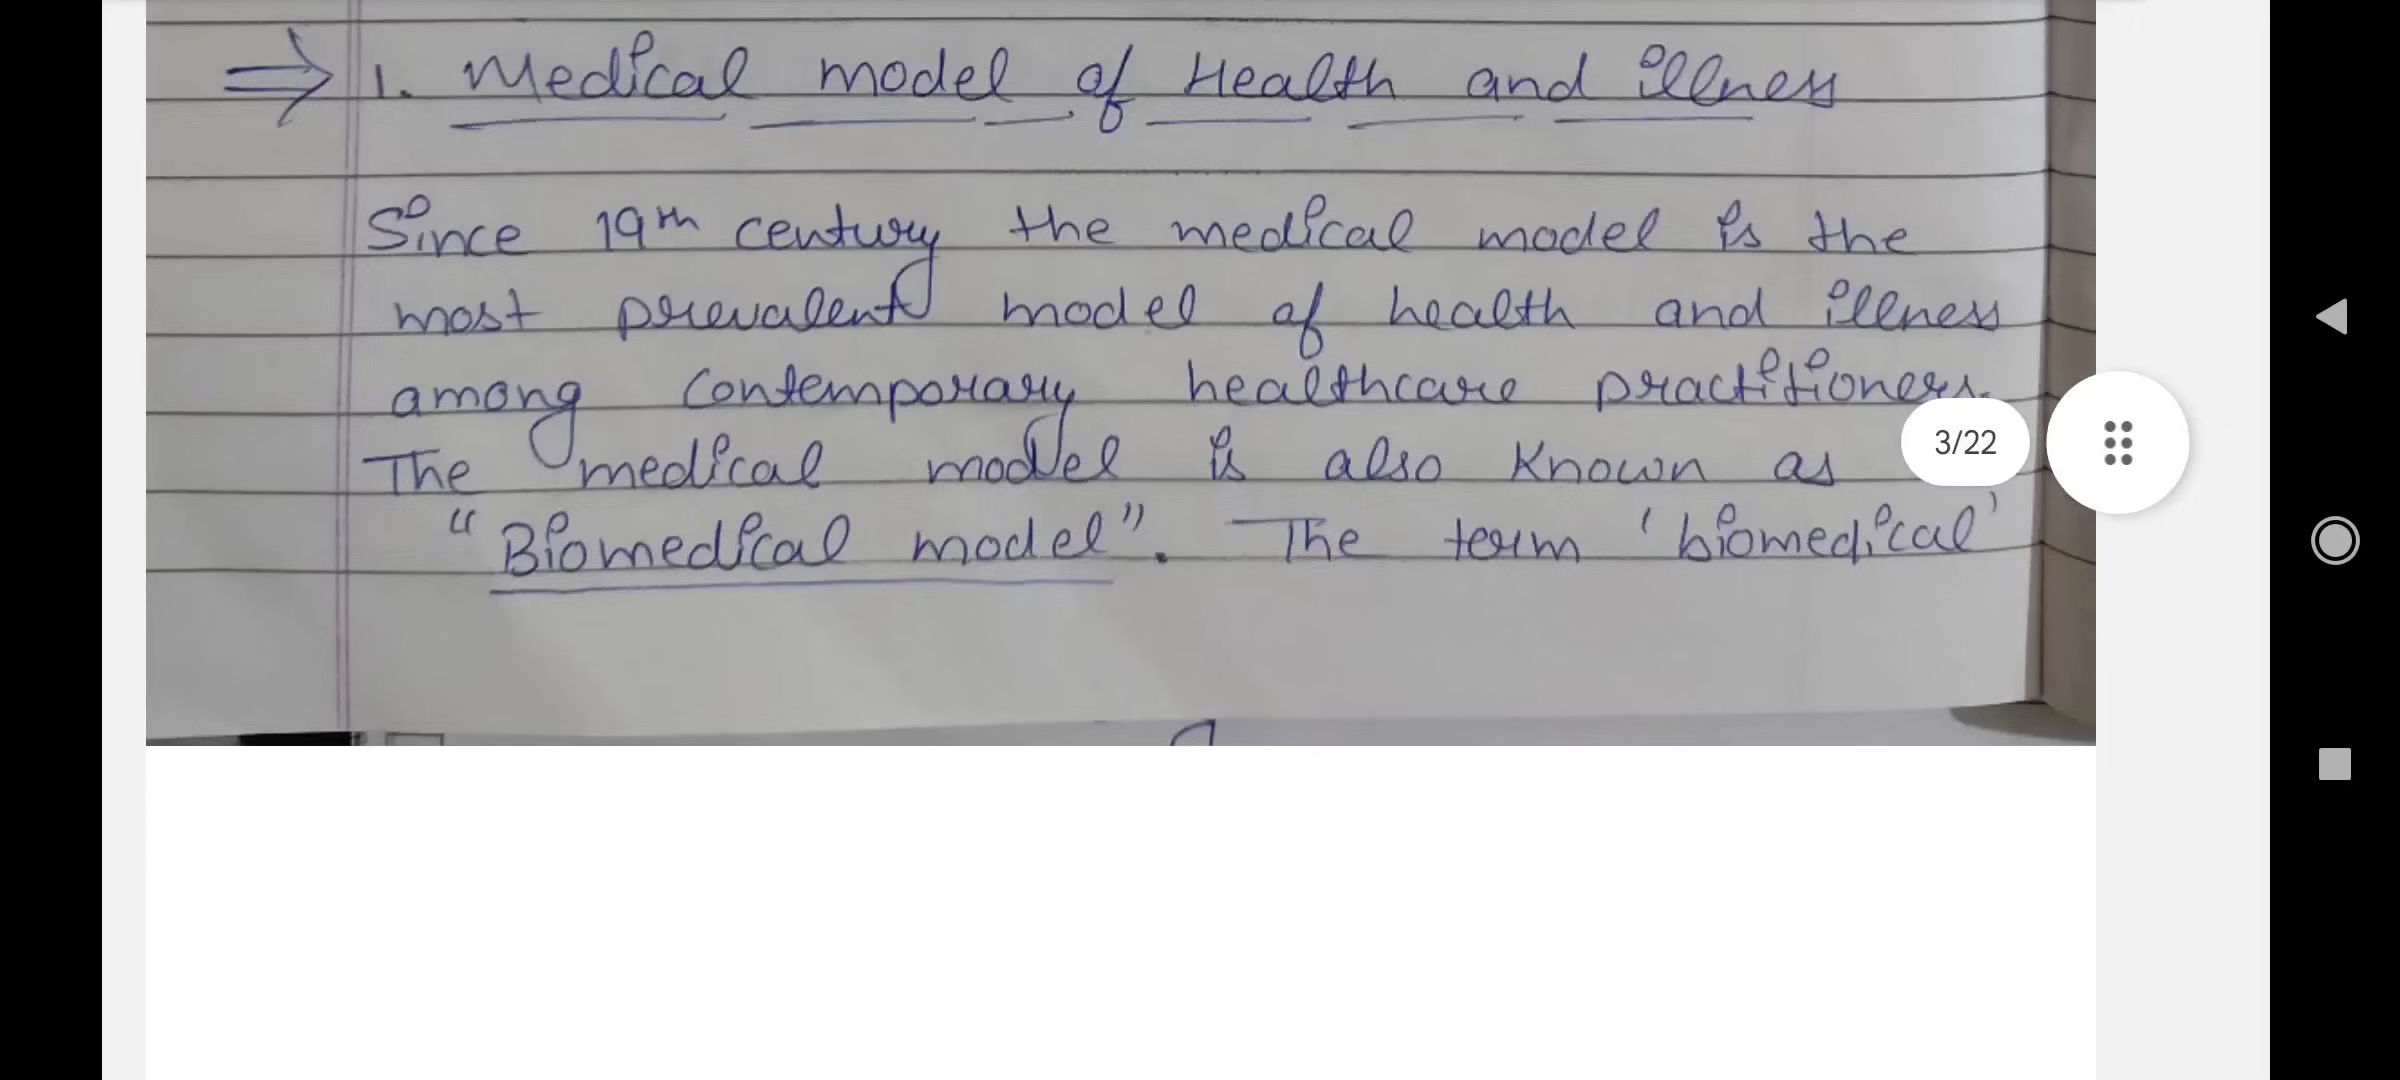 ⇒ 1. Medical model of Health and illness
Since 19th century the medical model is the
most prevalent model of health and illness
among contemporary healthcare practitioners.
The medical model is also known as
3/22
"Biomedical model". The term 'biomedical'